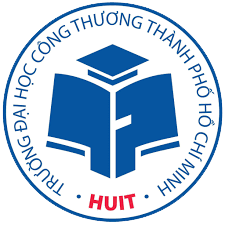 TRƯỜNG ĐẠI HỌC CÔNG THƯƠNG THÀNH PHỐ HỒ CHÍ MINH
HUIT